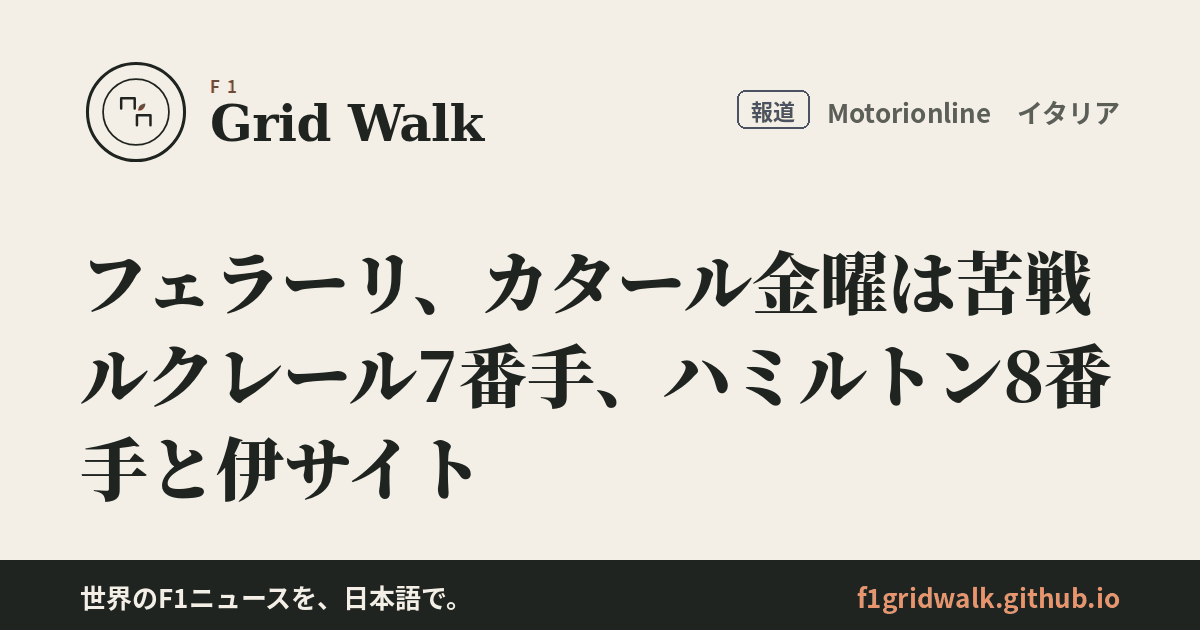 F1
Grid Walk
報道
Motorionline　イタリア
フェラーリ、カタール金曜は苦戦
ルクレール7番手、ハミルトン8番
手と伊サイト
世界のF1ニュースを、日本語で。
f1gridwalk.github.io